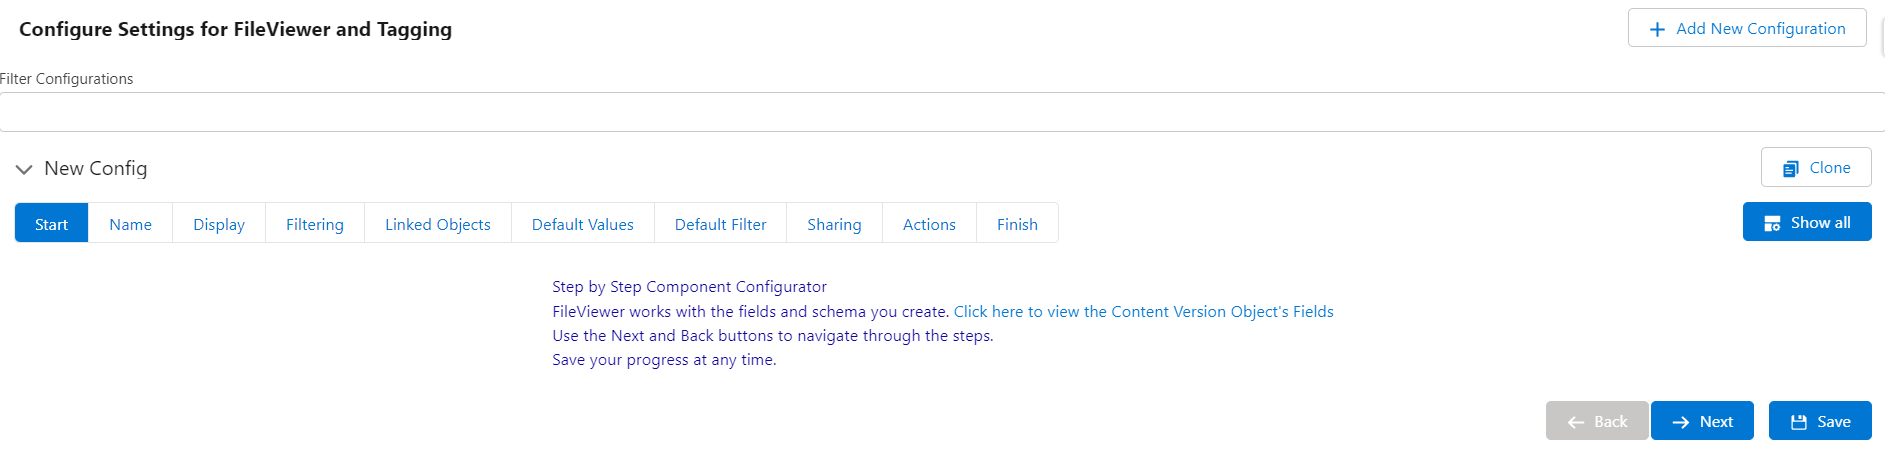 Configure Settings for FileViewer and Tagging
Add New Configuration
Filter Configurations
New Config
Clone
Start Name Display Filtering Linked Objects Default Values Default Filter Sharing Actions Finish
Show all
Step by Step Component Configurator
FileViewer works with the fields and schema you create. Click here to view the Content Version Object's Fields
Use the Next and Back buttons to navigate through the steps.
Save your progress at any time.
Back Next Save